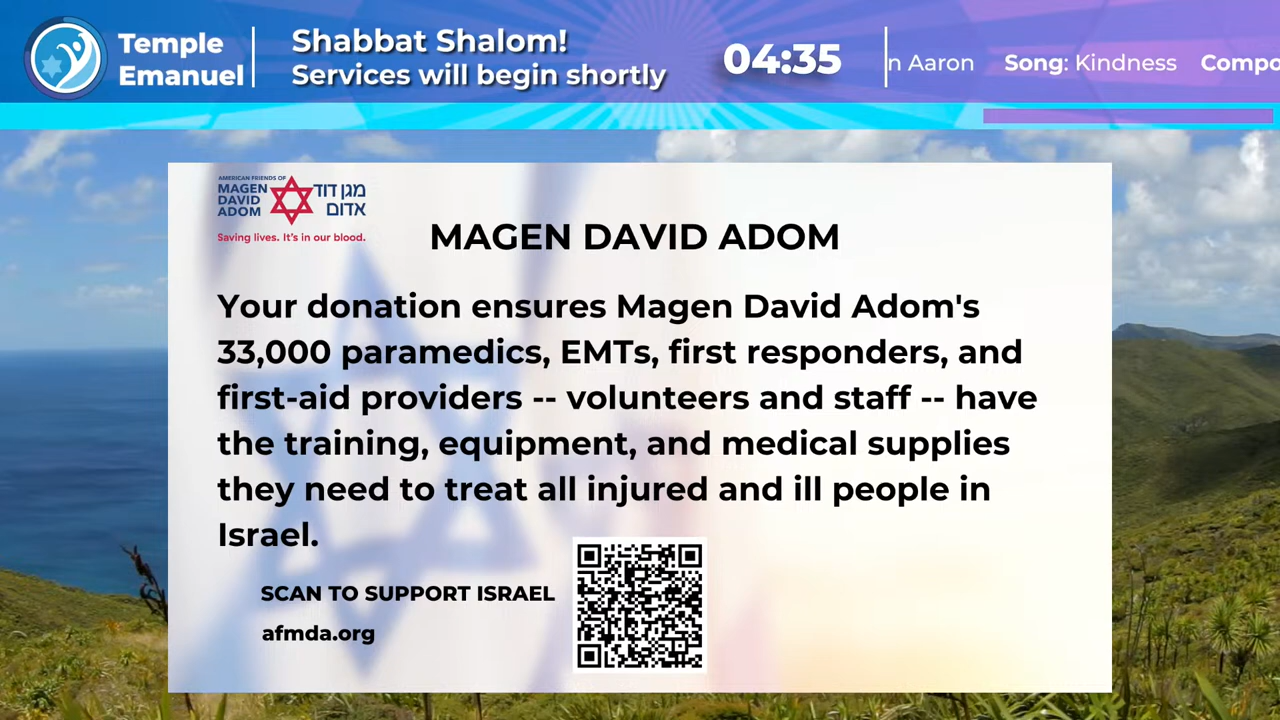 Temple
Emanuel
Shabbat Shalom!
Services will begin shortly
04:35
n Aaron Song: Kindness Compo
AMERICAN FRIENDS OF
MAGEN
DAVID
ADOM
מגן דוד
אדום
Saving lives. It's in our blood.
MAGEN DAVID ADOM
Your donation ensures Magen David Adom's
33,000 paramedics, EMTs, first responders, and
first-aid providers -- volunteers and staff -- have
the training, equipment, and medical supplies
they need to treat all injured and ill people in
Israel.
SCAN TO SUPPORT ISRAEL
afmda.org